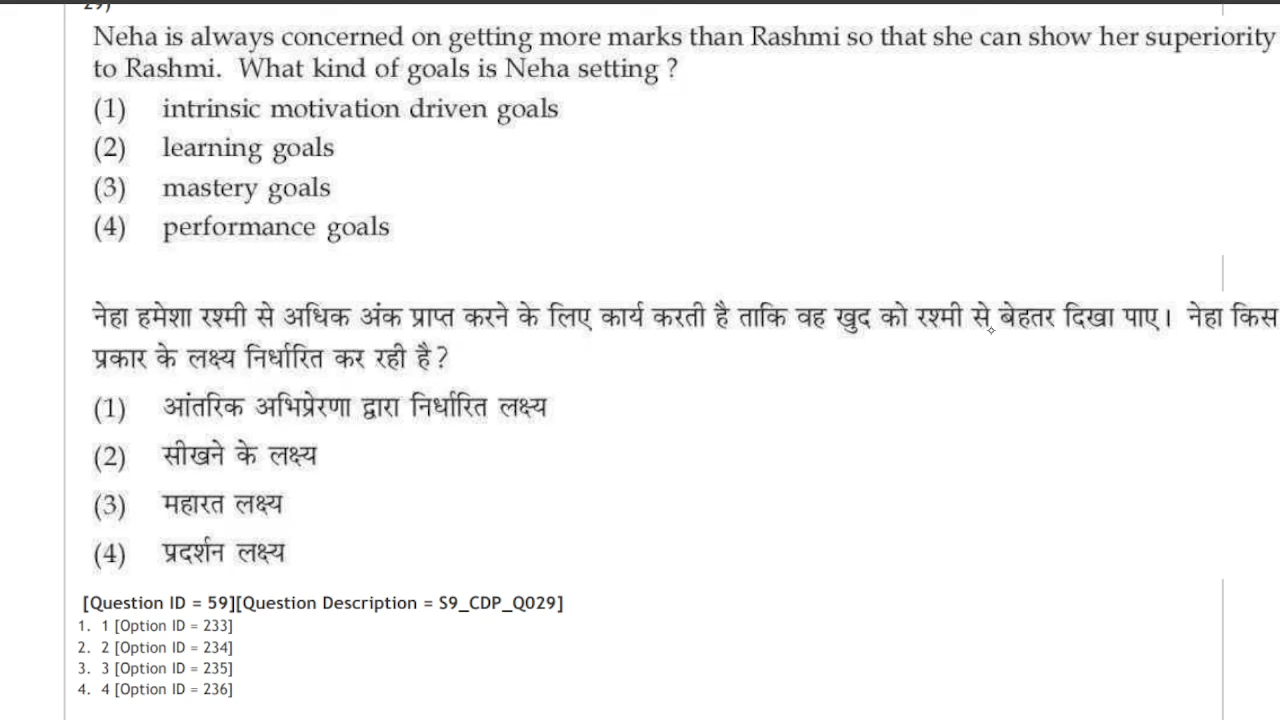 29)
Neha is always concerned on getting more marks than Rashmi so that she can show her superiority
to Rashmi. What kind of goals is Neha setting ?
(1) intrinsic motivation driven goals
(2) learning goals
(3) mastery goals
(4) performance goals
नेहा हमेशा रश्मी से अधिक अंक प्राप्त करने के लिए कार्य करती है ताकि वह खुद को रश्मी से बेहतर दिखा पाए। नेहा किस
प्रकार के लक्ष्य निर्धारित कर रही है?
(1) आंतरिक अभिप्रेरणा द्वारा निर्धारित लक्ष्य
(2) सीखने के लक्ष्य
(3) महारत लक्ष्य
(4) प्रदर्शन लक्ष्य
[Question ID = 59][Question Description = S9_CDP_Q029]
1. 1 [Option ID = 233]
2. 2 [Option ID = 234]
3. 3 [Option ID = 235]
4. 4 [Option ID = 236]